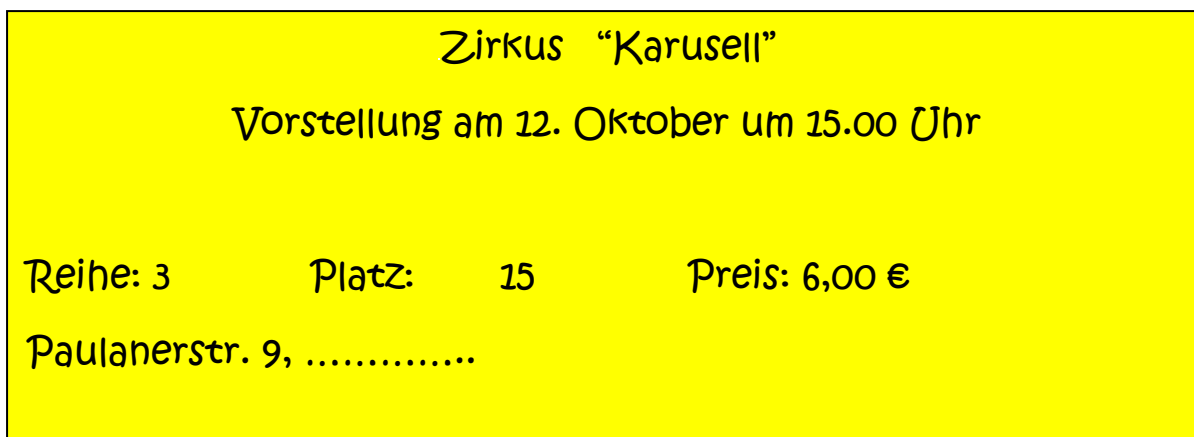 Zirkus “Karusell”
Vorstellung am 12. Oktober um 15.00 Uhr
Reihe: 3 Platz: 15 Preis: 6,00 €
Paulanerstr. 9, …………..